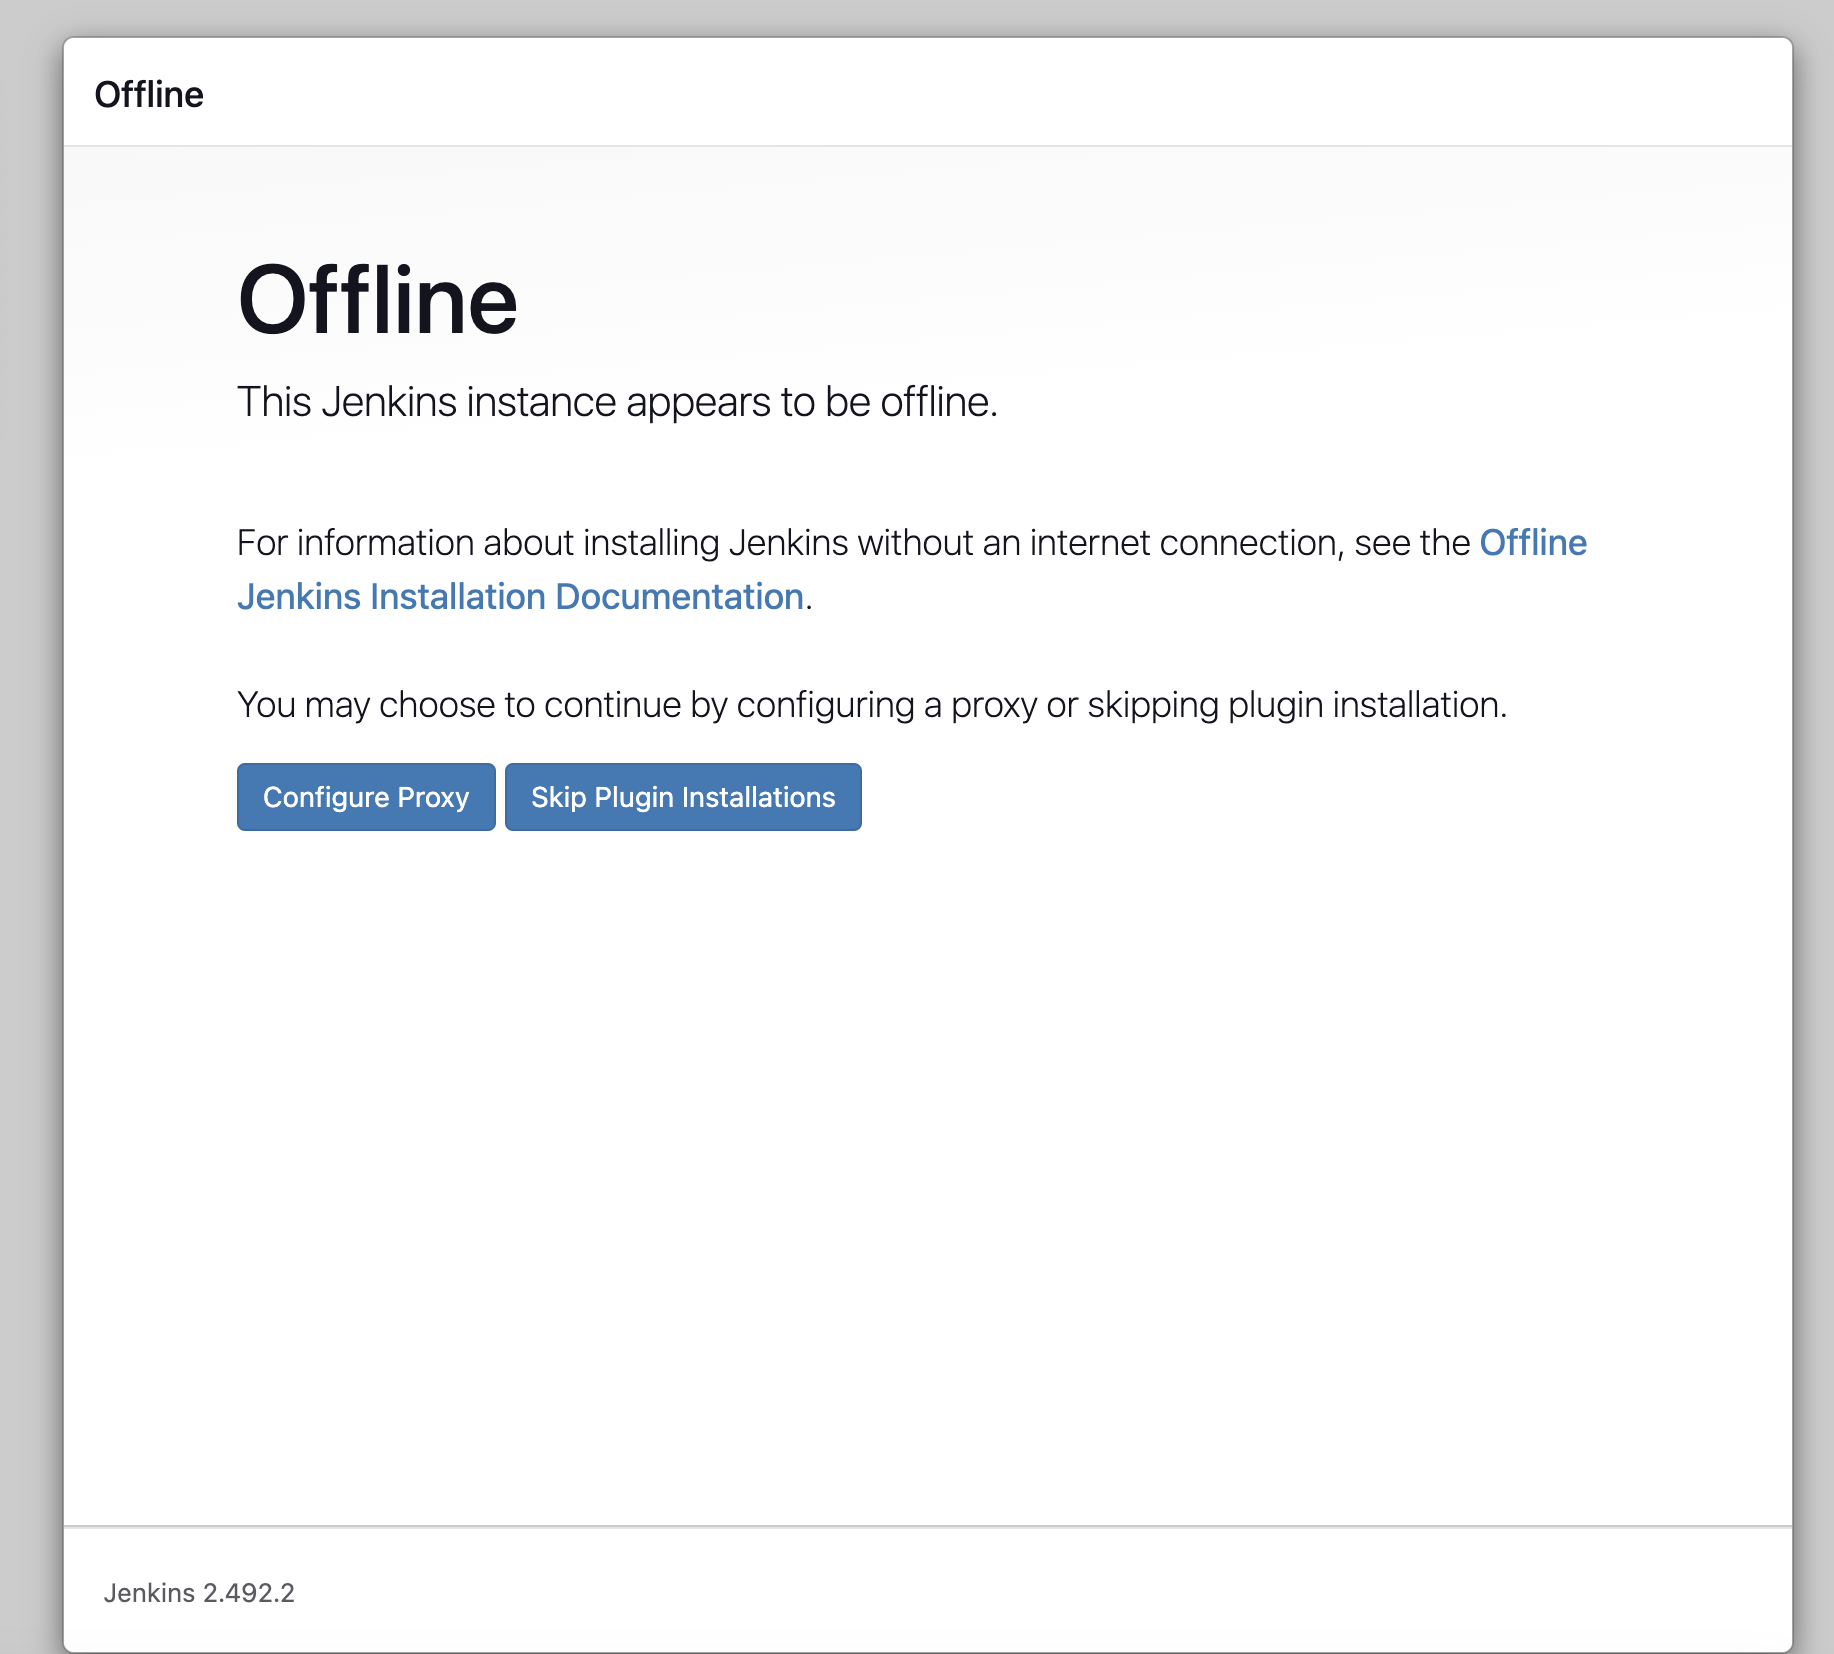 Offline
Offline
This Jenkins instance appears to be offline.
For information about installing Jenkins without an internet connection, see the Offline
Jenkins Installation Documentation.
You may choose to continue by configuring a proxy or skipping plugin installation.
Configure Proxy Skip Plugin Installations
Jenkins 2.492.2